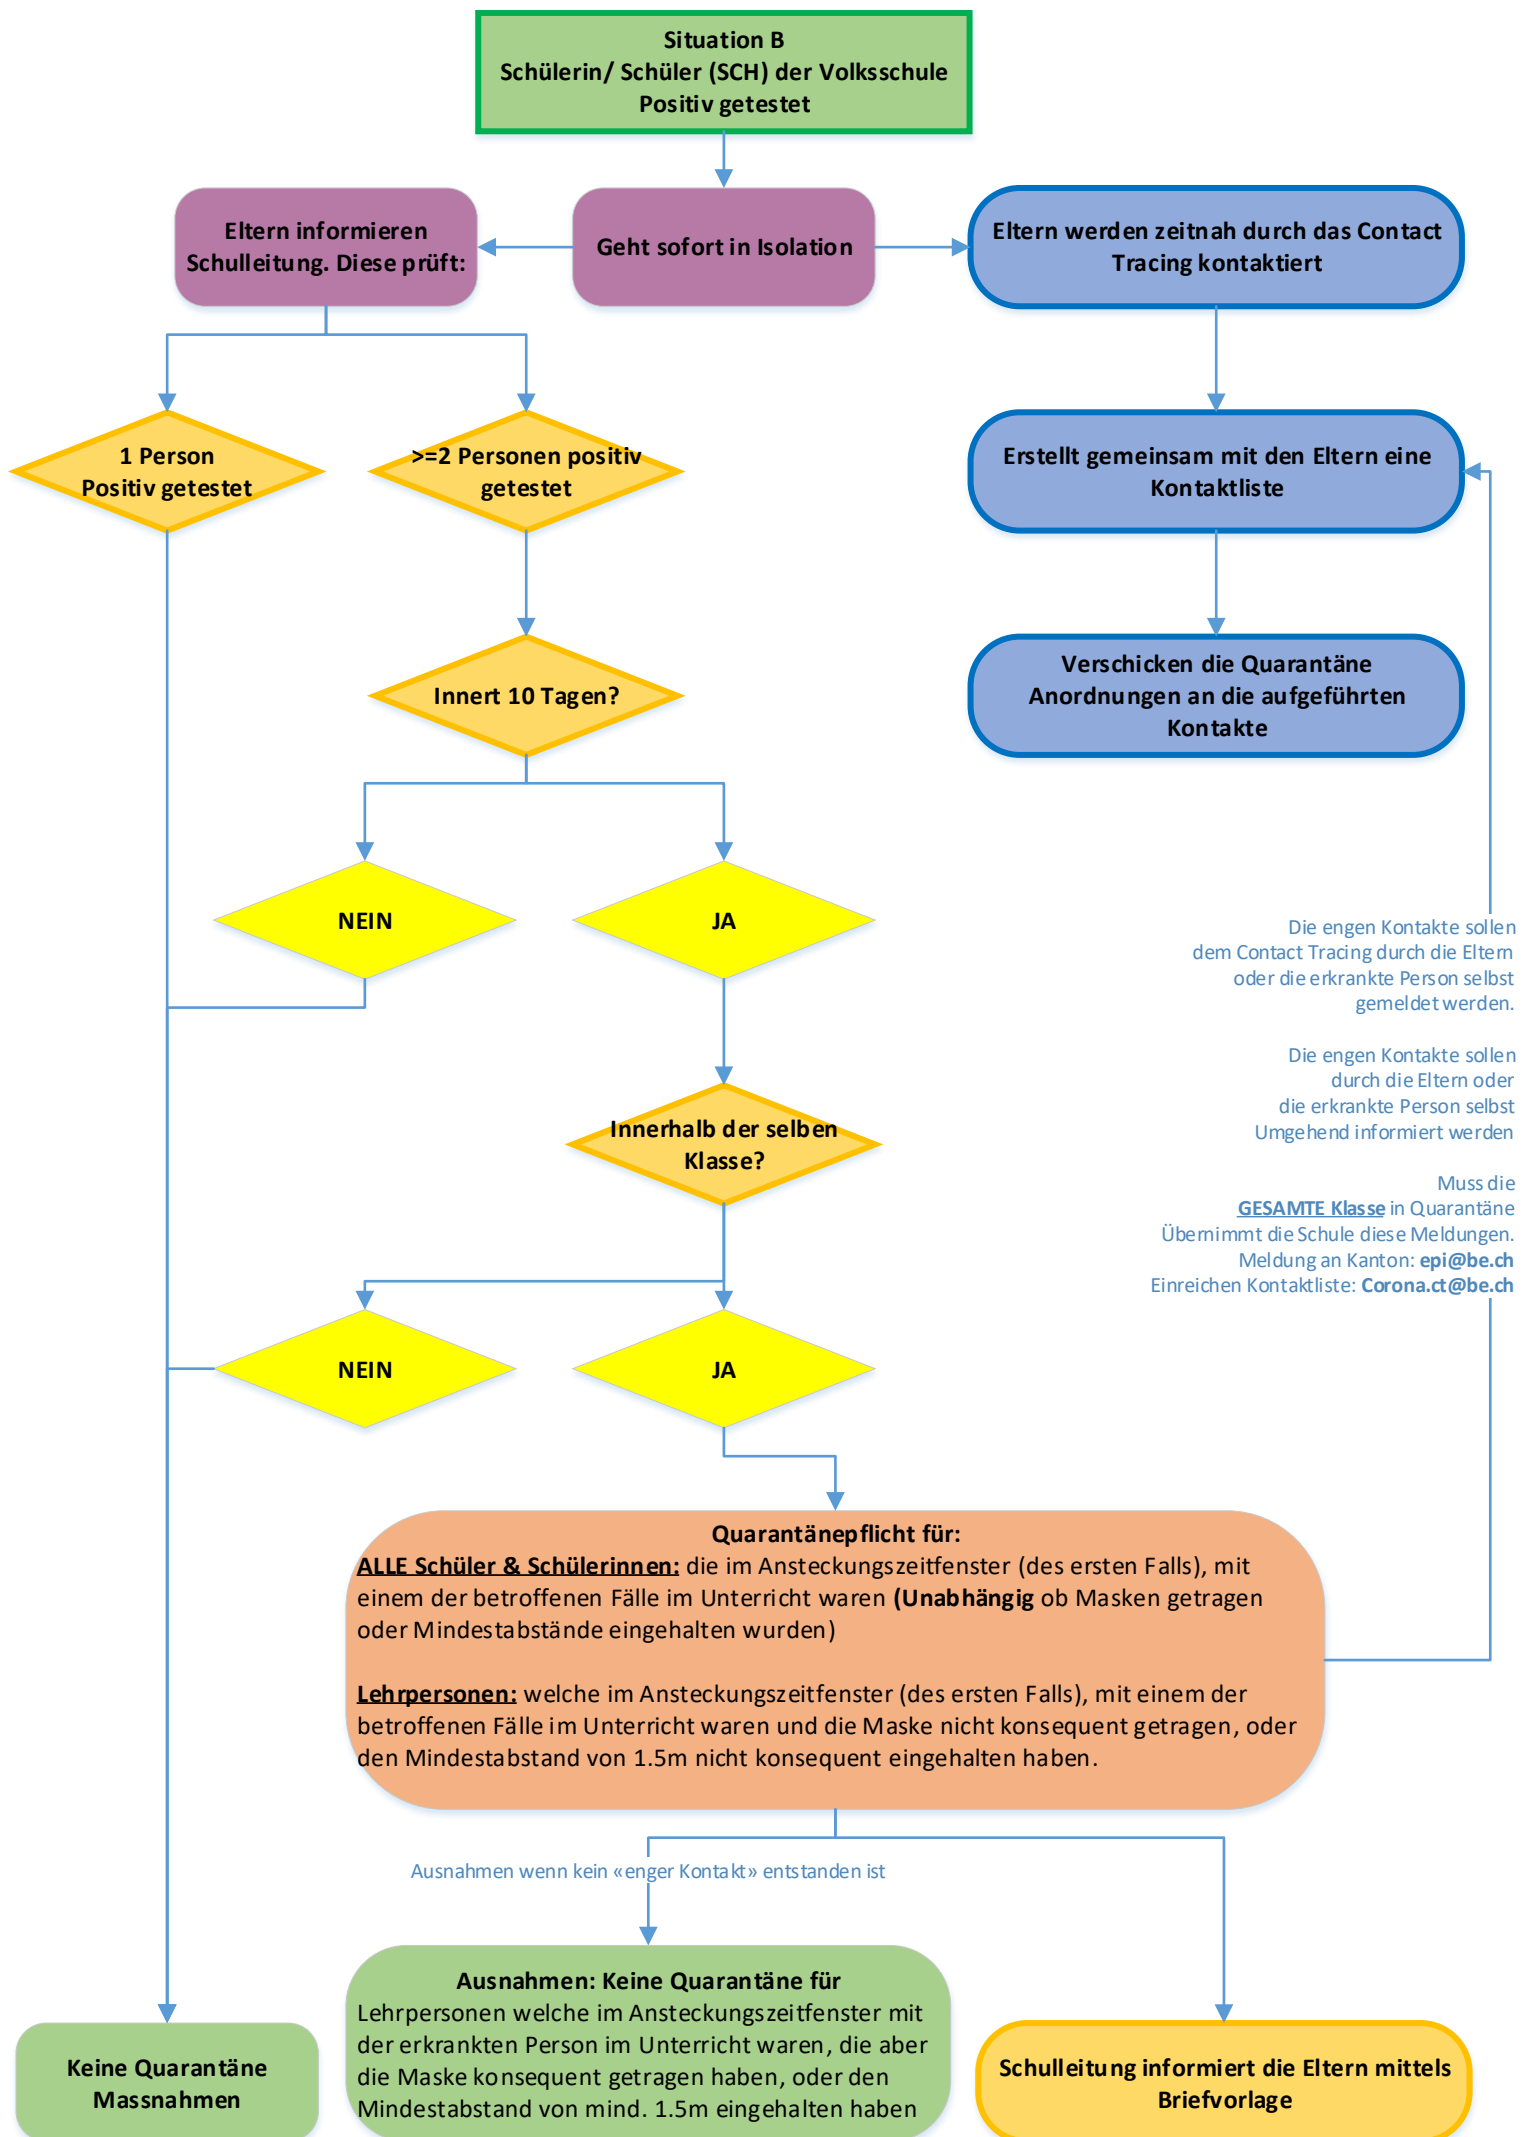 Situation B
Schülerin/ Schüler (SCH) der Volksschule
Positiv getestet
Eltern informieren
Schulleitung. Diese prüft:
Geht sofort in Isolation
Eltern werden zeitnah durch das Contact
Tracing kontaktiert
1 Person
Positiv getestet
>=2 Personen positiv
getestet
Erstellt gemeinsam mit den Eltern eine
Kontaktliste
Innert 10 Tagen?
Verschicken die Quarantäne
Anordnungen an die aufgeführten
Kontakte
NEIN
JA
Die engen Kontakte sollen
dem Contact Tracing durch die Eltern
oder die erkrankte Person selbst
gemeldet werden.
Die engen Kontakte sollen
durch die Eltern oder
die erkrankte Person selbst
Umgehend informiert werden
Muss die
GESAMTE Klasse in Quarantäne
Übernimmt die Schule diese Meldungen.
Meldung an Kanton: epi@be.ch
Einreichen Kontaktliste: Corona.ct@be.ch
Innerhalb der selben
Klasse?
NEIN
JA
Quarantänepflicht für:
ALLE Schüler & Schülerinnen: die im Ansteckungszeitfenster (des ersten Falls), mit
einem der betroffenen Fälle im Unterricht waren (Unabhängig ob Masken getragen
oder Mindestabstände eingehalten wurden)
Lehrpersonen: welche im Ansteckungszeitfenster (des ersten Falls), mit einem der
betroffenen Fälle im Unterricht waren und die Maske nicht konsequent getragen, oder
den Mindestabstand von 1.5m nicht konsequent eingehalten haben.
Ausnahmen wenn kein «enger Kontakt» entstanden ist
Ausnahmen: Keine Quarantäne für
Lehrpersonen welche im Ansteckungszeitfenster mit
der erkrankten Person im Unterricht waren, die aber
die Maske konsequent getragen haben, oder den
Mindestabstand von mind. 1.5m eingehalten haben
Keine Quarantäne
Massnahmen
Schulleitung informiert die Eltern mittels
Briefvorlage